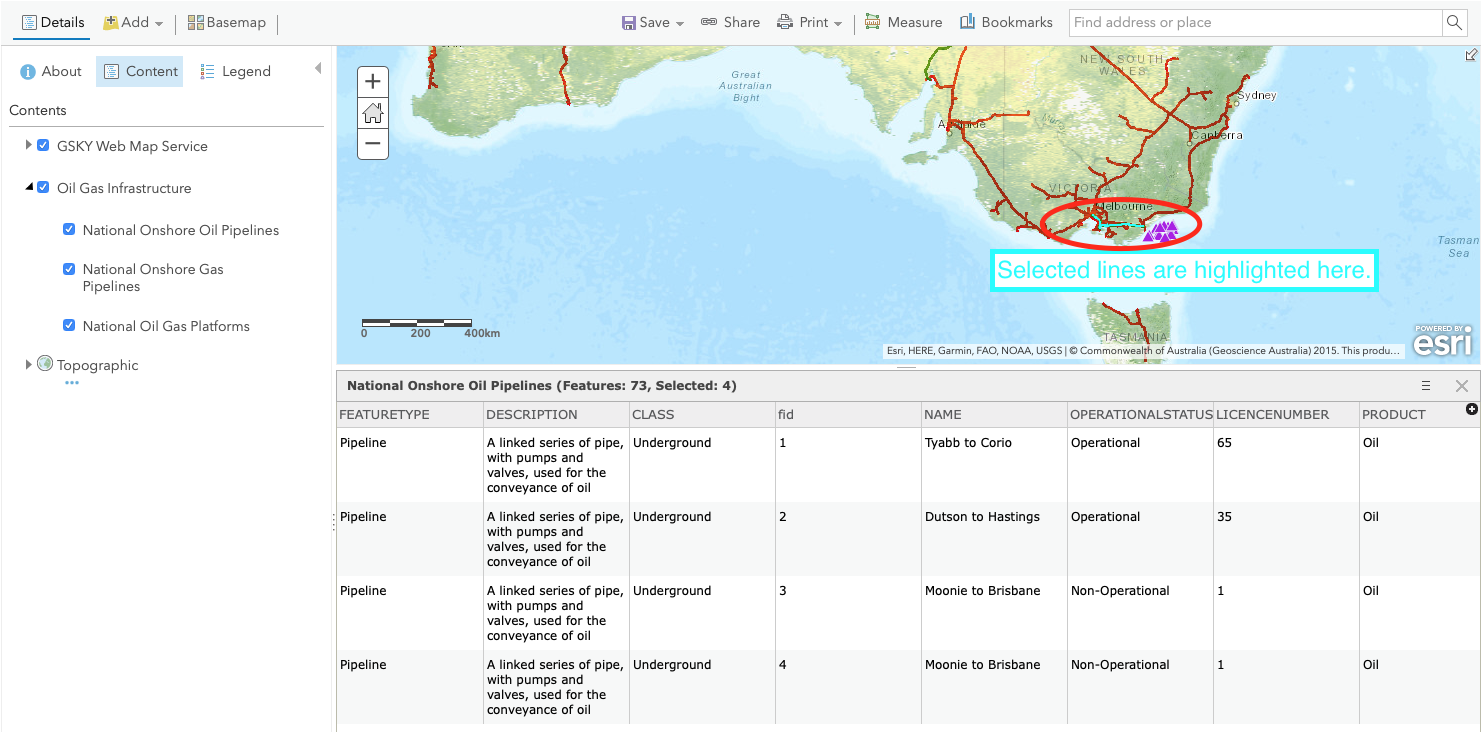 Details Add Basemap Save Share Print Measure Bookmarks Find address or place
About Content Legend
Contents
GSKY Web Map Service
Oil Gas Infrastructure
National Onshore Oil Pipelines
National Onshore Gas
Pipelines
National Oil Gas Platforms
Topographic
Great
Australian
Bight
NEW SOUTH
WALES
Sydney
Adelaide
Murray
Canberra
VICTORIA
Melbourne
Tasman
Sea
Selected lines are highlighted here.
TASMANIA
0 200 400km
Esri, HERE, Garmin, FAO, NOAA, USGS | © Commonwealth of Australia (Geoscience Australia) 2015. This produ...
POWERED BY
esri
National Onshore Oil Pipelines (Features: 73, Selected: 4)
FEATURETYPE DESCRIPTION CLASS fid NAME OPERATIONALSTATUS LICENCENUMBER PRODUCT
Pipeline A linked series of pipe, Underground 1 Tyabb to Corio Operational 65 Oil
with pumps and
valves, used for the
conveyance of oil
Pipeline A linked series of pipe, Underground 2 Dutson to Hastings Operational 35 Oil
with pumps and
valves, used for the
conveyance of oil
Pipeline A linked series of pipe, Underground 3 Moonie to Brisbane Non-Operational 1 Oil
with pumps and
valves, used for the
conveyance of oil
Pipeline A linked series of pipe, Underground 4 Moonie to Brisbane Non-Operational 1 Oil
with pumps and
valves, used for the
conveyance of oil